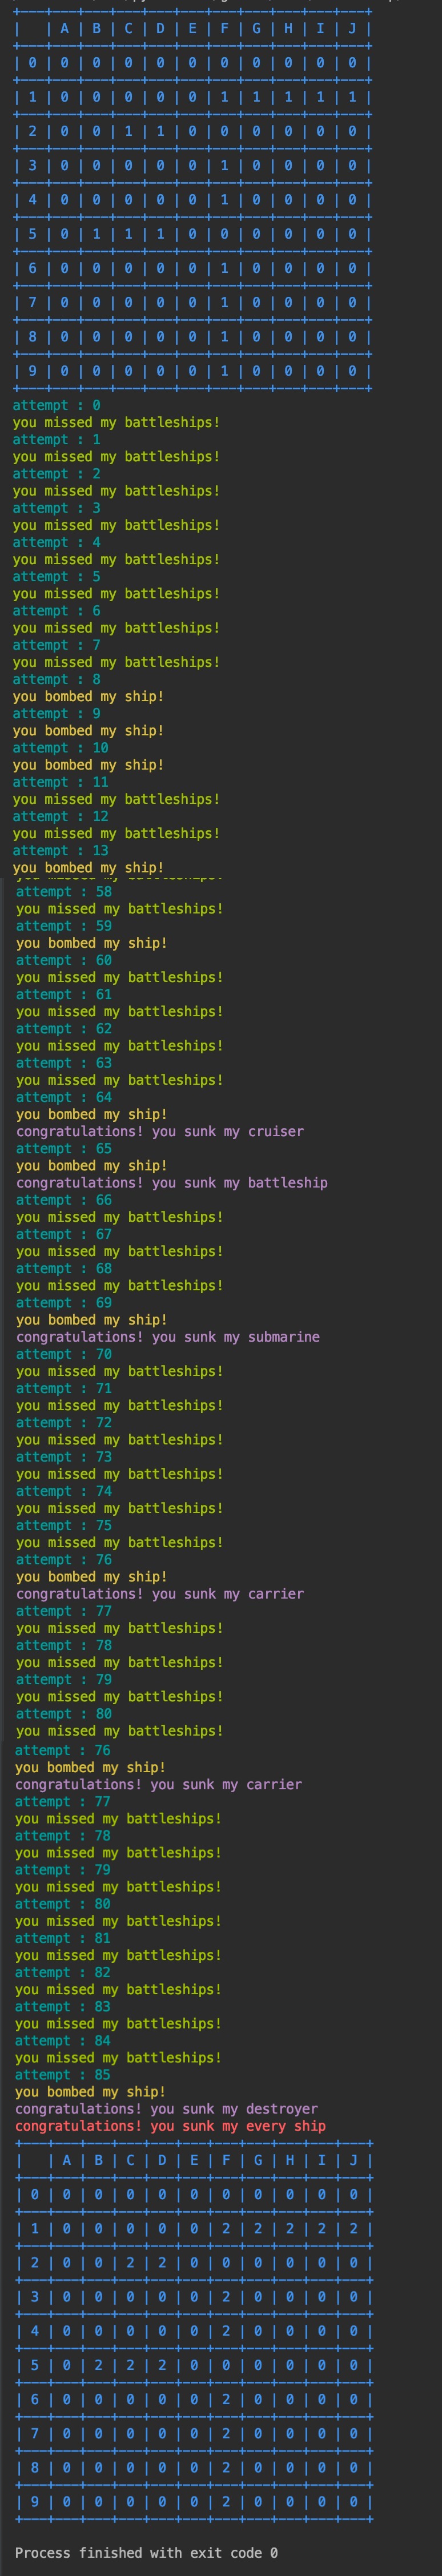 +---+---+---+---+---+---+---+---+---+---+---+
|   | A | B | C | D | E | F | G | H | I | J |
+---+---+---+---+---+---+---+---+---+---+---+
| 0 | 0 | 0 | 0 | 0 | 0 | 0 | 0 | 0 | 0 | 0 |
+---+---+---+---+---+---+---+---+---+---+---+
| 1 | 0 | 0 | 0 | 0 | 0 | 1 | 1 | 1 | 1 | 1 |
+---+---+---+---+---+---+---+---+---+---+---+
| 2 | 0 | 0 | 1 | 1 | 0 | 0 | 0 | 0 | 0 | 0 |
+---+---+---+---+---+---+---+---+---+---+---+
| 3 | 0 | 0 | 0 | 0 | 0 | 1 | 0 | 0 | 0 | 0 |
+---+---+---+---+---+---+---+---+---+---+---+
| 4 | 0 | 0 | 0 | 0 | 0 | 1 | 0 | 0 | 0 | 0 |
+---+---+---+---+---+---+---+---+---+---+---+
| 5 | 0 | 1 | 1 | 1 | 0 | 0 | 0 | 0 | 0 | 0 |
+---+---+---+---+---+---+---+---+---+---+---+
| 6 | 0 | 0 | 0 | 0 | 0 | 1 | 0 | 0 | 0 | 0 |
+---+---+---+---+---+---+---+---+---+---+---+
| 7 | 0 | 0 | 0 | 0 | 0 | 1 | 0 | 0 | 0 | 0 |
+---+---+---+---+---+---+---+---+---+---+---+
| 8 | 0 | 0 | 0 | 0 | 0 | 1 | 0 | 0 | 0 | 0 |
+---+---+---+---+---+---+---+---+---+---+---+
| 9 | 0 | 0 | 0 | 0 | 0 | 1 | 0 | 0 | 0 | 0 |
+---+---+---+---+---+---+---+---+---+---+---+
attempt : 0
you missed my battleships!
attempt : 1
you missed my battleships!
attempt : 2
you missed my battleships!
attempt : 3
you missed my battleships!
attempt : 4
you missed my battleships!
attempt : 5
you missed my battleships!
attempt : 6
you missed my battleships!
attempt : 7
you missed my battleships!
attempt : 8
you bombed my ship!
attempt : 9
you bombed my ship!
attempt : 10
you bombed my ship!
attempt : 11
you missed my battleships!
attempt : 12
you missed my battleships!
attempt : 13
you bombed my ship!
attempt : 58
you missed my battleships!
attempt : 59
you bombed my ship!
attempt : 60
you missed my battleships!
attempt : 61
you missed my battleships!
attempt : 62
you missed my battleships!
attempt : 63
you missed my battleships!
attempt : 64
you bombed my ship!
congratulations! you sunk my cruiser
attempt : 65
you bombed my ship!
congratulations! you sunk my battleship
attempt : 66
you missed my battleships!
attempt : 67
you missed my battleships!
attempt : 68
you missed my battleships!
attempt : 69
you bombed my ship!
congratulations! you sunk my submarine
attempt : 70
you missed my battleships!
attempt : 71
you missed my battleships!
attempt : 72
you missed my battleships!
attempt : 73
you missed my battleships!
attempt : 74
you missed my battleships!
attempt : 75
you missed my battleships!
attempt : 76
you bombed my ship!
congratulations! you sunk my carrier
attempt : 77
you missed my battleships!
attempt : 78
you missed my battleships!
attempt : 79
you missed my battleships!
attempt : 80
you missed my battleships!
attempt : 76
you bombed my ship!
congratulations! you sunk my carrier
attempt : 77
you missed my battleships!
attempt : 78
you missed my battleships!
attempt : 79
you missed my battleships!
attempt : 80
you missed my battleships!
attempt : 81
you missed my battleships!
attempt : 82
you missed my battleships!
attempt : 83
you missed my battleships!
attempt : 84
you missed my battleships!
attempt : 85
you bombed my ship!
congratulations! you sunk my destroyer
congratulations! you sunk my every ship
+---+---+---+---+---+---+---+---+---+---+---+
|   | A | B | C | D | E | F | G | H | I | J |
+---+---+---+---+---+---+---+---+---+---+---+
| 0 | 0 | 0 | 0 | 0 | 0 | 0 | 0 | 0 | 0 | 0 |
+---+---+---+---+---+---+---+---+---+---+---+
| 1 | 0 | 0 | 0 | 0 | 0 | 2 | 2 | 2 | 2 | 2 |
+---+---+---+---+---+---+---+---+---+---+---+
| 2 | 0 | 0 | 2 | 2 | 0 | 0 | 0 | 0 | 0 | 0 |
+---+---+---+---+---+---+---+---+---+---+---+
| 3 | 0 | 0 | 0 | 0 | 0 | 2 | 0 | 0 | 0 | 0 |
+---+---+---+---+---+---+---+---+---+---+---+
| 4 | 0 | 0 | 0 | 0 | 0 | 2 | 0 | 0 | 0 | 0 |
+---+---+---+---+---+---+---+---+---+---+---+
| 5 | 0 | 2 | 2 | 2 | 0 | 0 | 0 | 0 | 0 | 0 |
+---+---+---+---+---+---+---+---+---+---+---+
| 6 | 0 | 0 | 0 | 0 | 0 | 2 | 0 | 0 | 0 | 0 |
+---+---+---+---+---+---+---+---+---+---+---+
| 7 | 0 | 0 | 0 | 0 | 0 | 2 | 0 | 0 | 0 | 0 |
+---+---+---+---+---+---+---+---+---+---+---+
| 8 | 0 | 0 | 0 | 0 | 0 | 2 | 0 | 0 | 0 | 0 |
+---+---+---+---+---+---+---+---+---+---+---+
| 9 | 0 | 0 | 0 | 0 | 0 | 2 | 0 | 0 | 0 | 0 |
+---+---+---+---+---+---+---+---+---+---+---+
Process finished with exit code 0